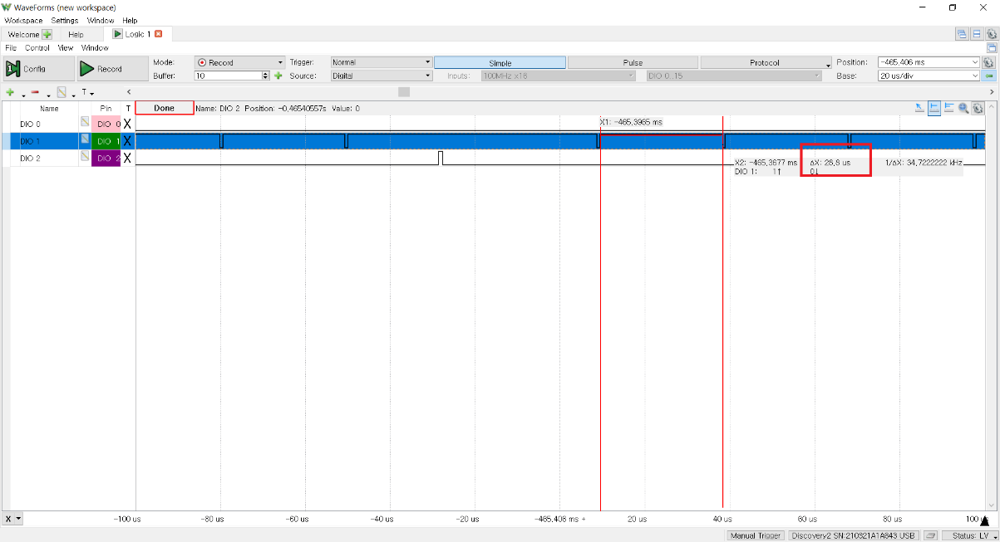 WaveForms (new workspace)
Workspace Settings Window Help
Welcome Help Logic 1
File Control View Window
Config Record Mode: Record Trigger: Normal Simple Pulse Protocol Position: -465,406 ms
Buffer: 10 Source: Digital Inputs: 100MHz x16 DIO 0..15 Base: 20 us/div
T
Name Pin T Done Name: DIO 2 Position: -0,46540557s Value: 0
DIO 0 DIO 0 X X1: -465,3965 ms
DIO 1 DIO 1 X
DIO 2 DIO 2 X X2: -465,3677 ms ΔX: 28,8 us 1/ΔX: 34,7222222 kHz
DIO 1: 1↑ 0↓
X -100 us -80 us -60 us -40 us -20 us -465,406 ms + 20 us 40 us 60 us 80 us 100
Manual Trigger Discovery2 SN:210321A1A843 USB Status: LV